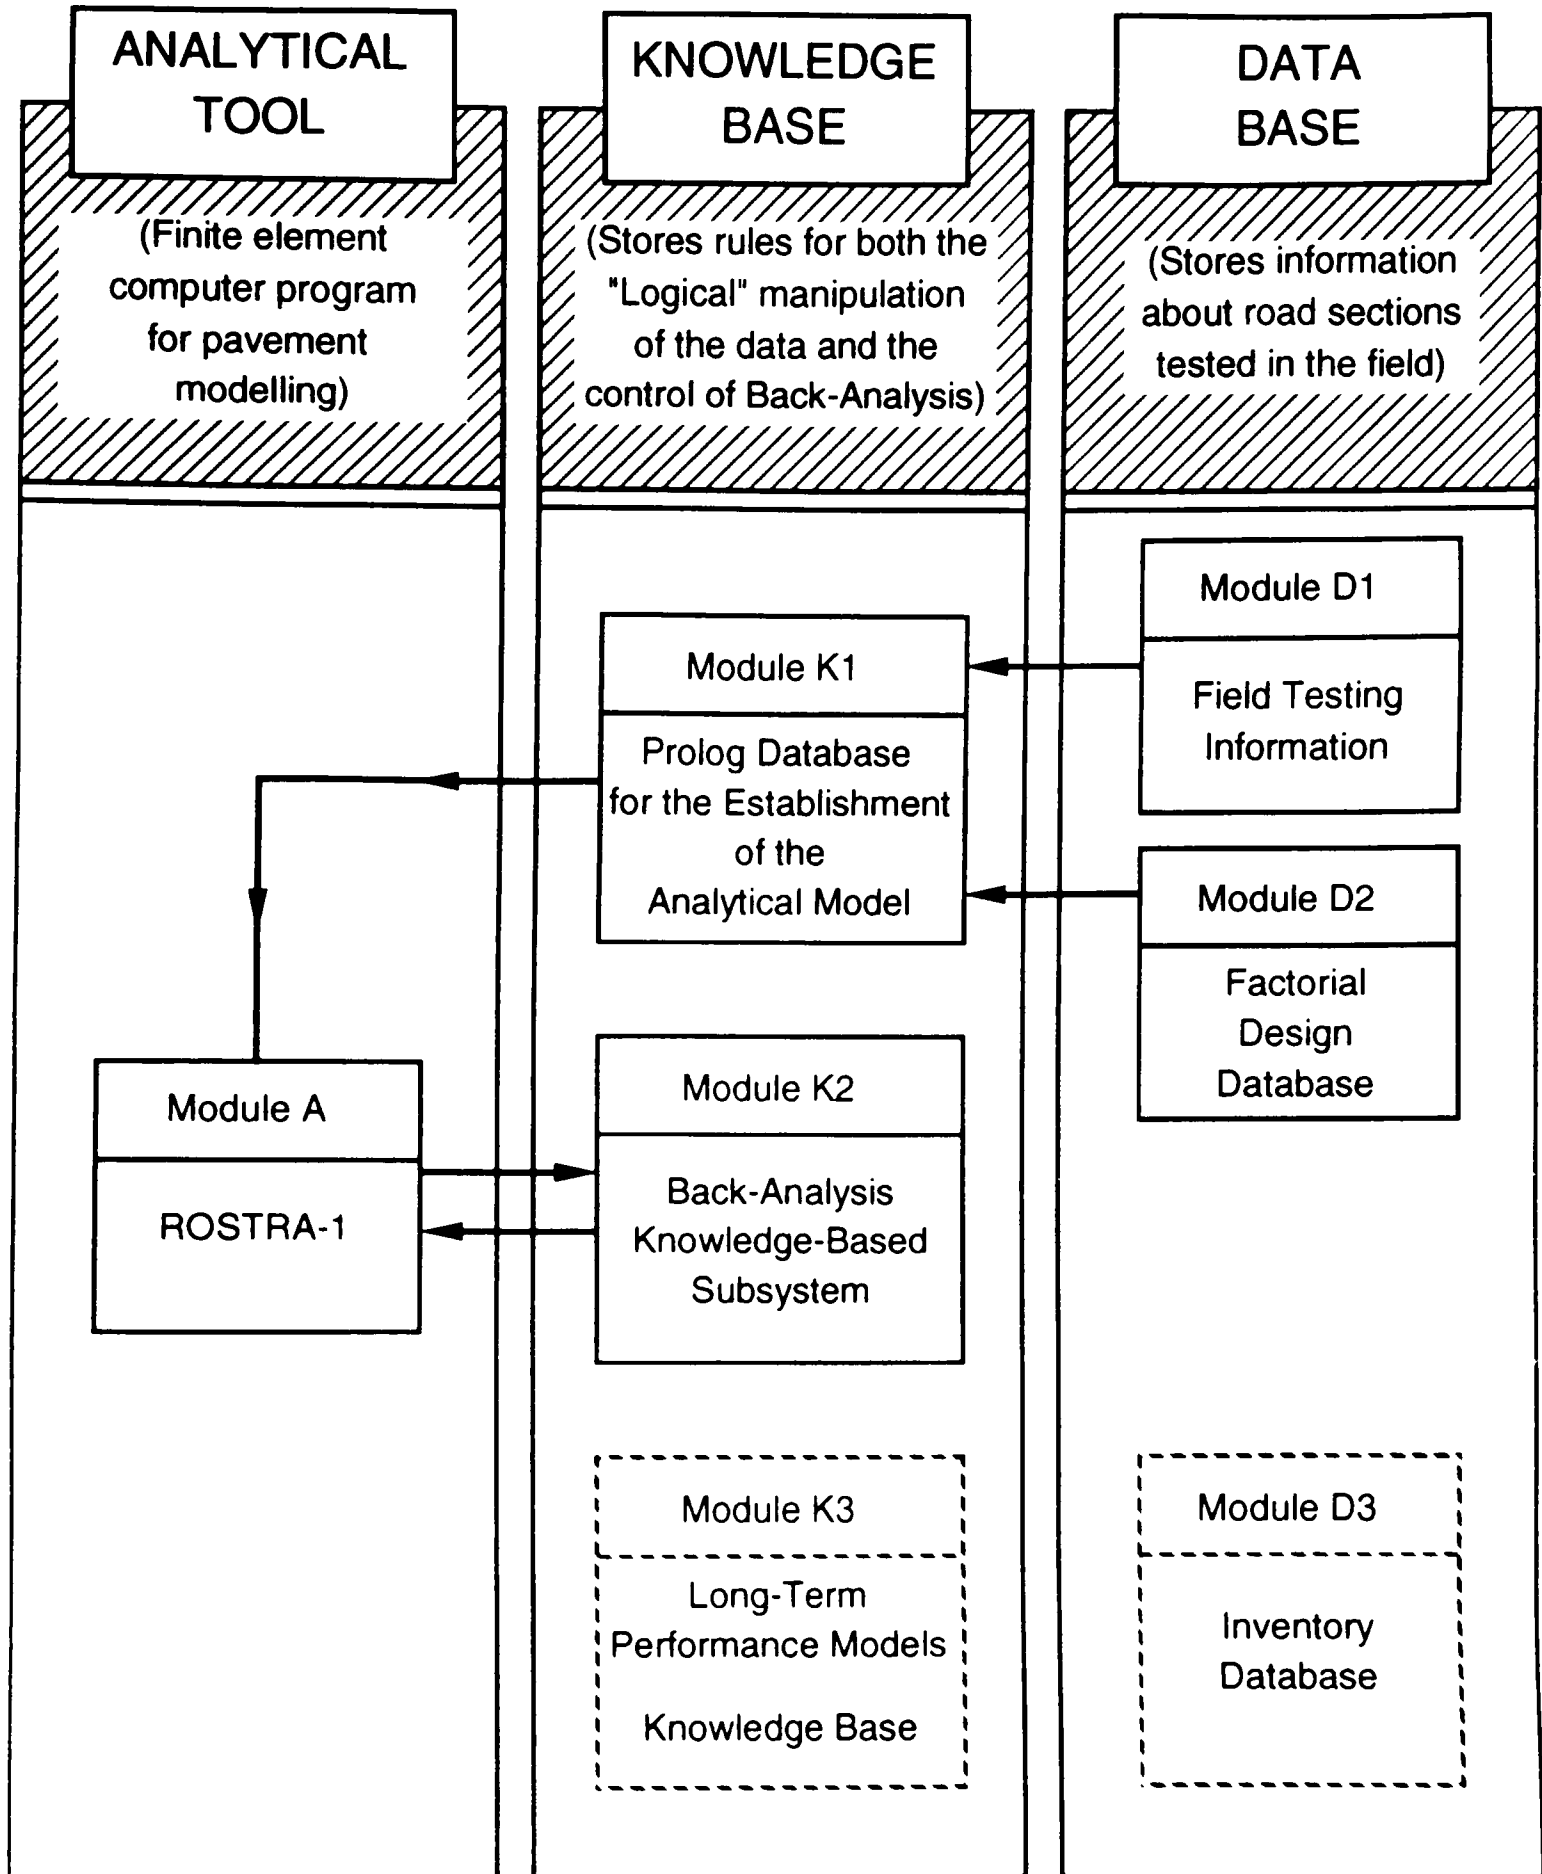 ANALYTICAL
TOOL
(Finite element
computer program
for pavement
modelling)
KNOWLEDGE
BASE
(Stores rules for both the
"Logical" manipulation
of the data and the
control of Back-Analysis)
DATA
BASE
(Stores information
about road sections
tested in the field)
Module D1
Field Testing
Information
Module K1
Prolog Database
for the Establishment
of the
Analytical Model
Module D2
Factorial
Design
Database
Module A
ROSTRA-1
Module K2
Back-Analysis
Knowledge-Based
Subsystem
Module K3
Long-Term
Performance Models
Knowledge Base
Module D3
Inventory
Database